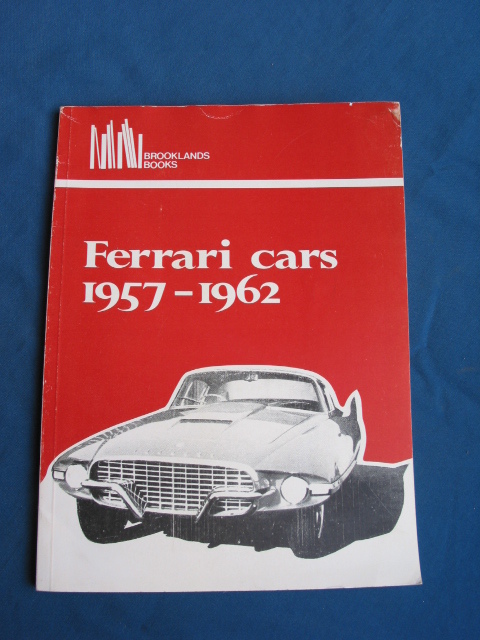 BROOKLANDS
BOOKS
Ferrari cars
1957-1962